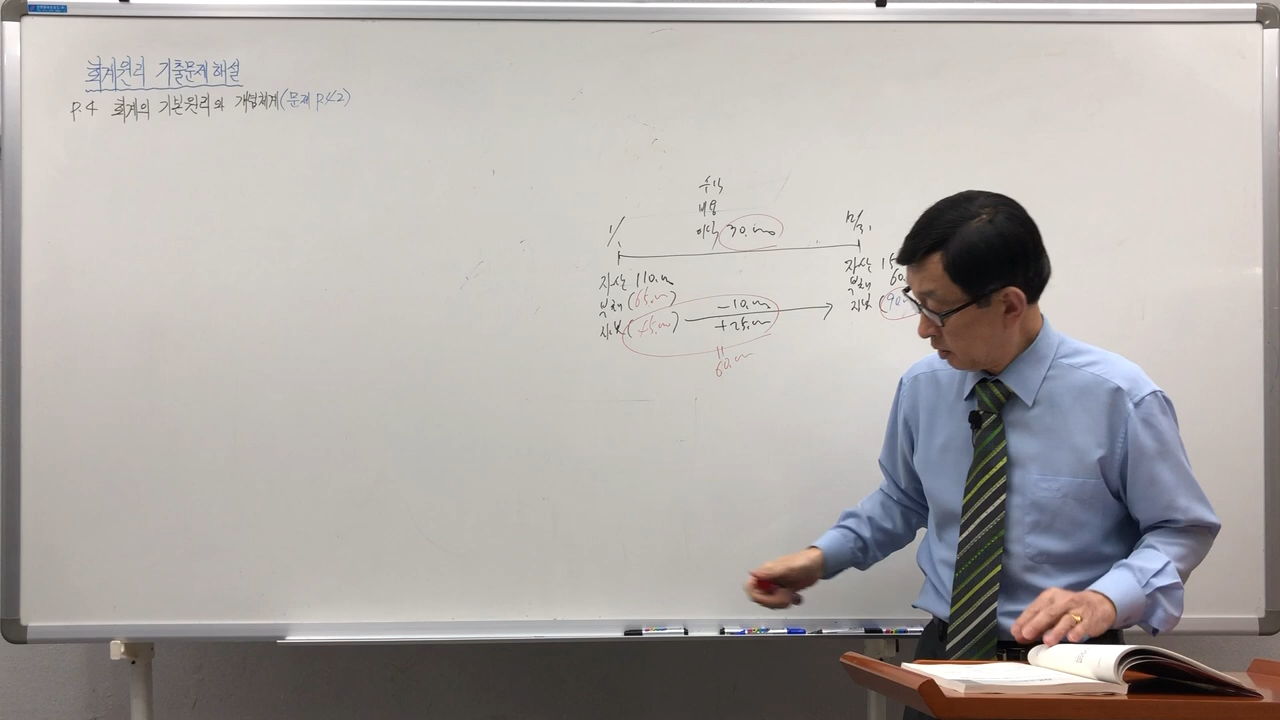 회계원리 기출문제해설
P.4 회계의 기본원리와 개념체계(문제 P.42)
수익
비용
이익 30.000
1/1
12/31
자산 110.000
부채 (65.000)
자본 (45.000)
-10.000
+25.000
60.000
자산 15
부채 60.
자본 (90.